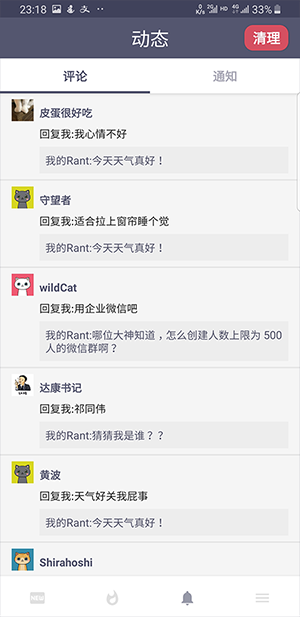 23:18
0 K/s 2G HD 4G 33%
动态
清理
评论
通知
皮蛋很好吃
回复我:我心情不好
我的Rant:今天天气真好！
守望者
回复我:适合拉上窗帘睡个觉
我的Rant:今天天气真好！
wildCat
回复我:用企业微信吧
我的Rant:哪位大神知道，怎么创建人数上限为 500
人的微信群啊？
达康书记
回复我:祁同伟
我的Rant:猜猜我是谁？？
黄波
回复我:天气好关我屁事
我的Rant:今天天气真好！
Shirahoshi
NEW